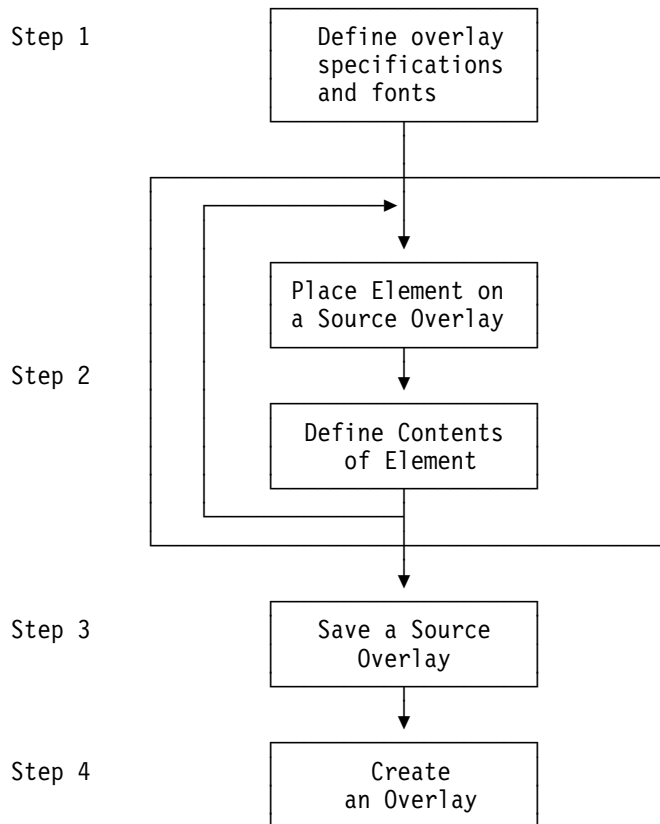 Step 1
Define overlay
specifications
and fonts
Place Element on
a Source Overlay
Step 2
Define Contents
of Element
Step 3
Save a Source
Overlay
Step 4
Create
an Overlay